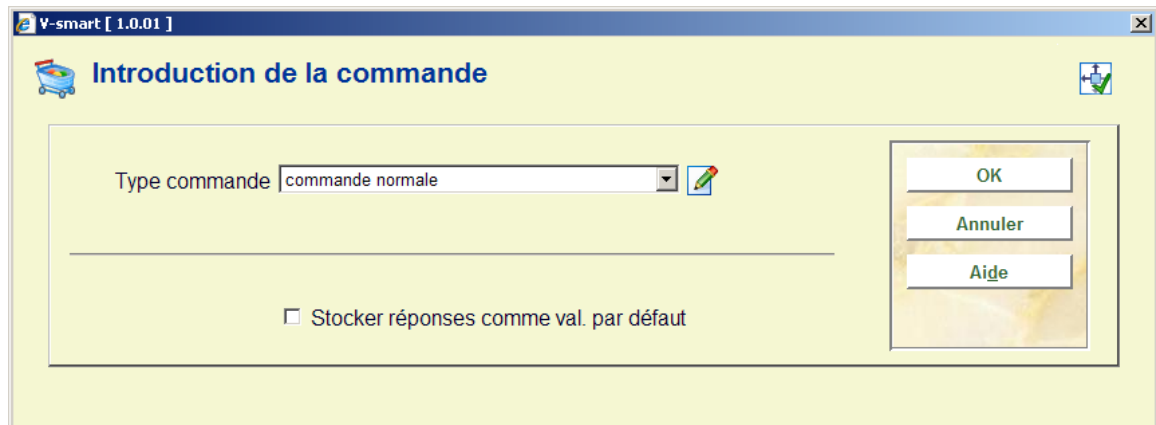 V-smart [ 1.0.01 ]
Introduction de la commande
Type commande commande normale
OK
Annuler
Aide
Stocker réponses comme val. par défaut